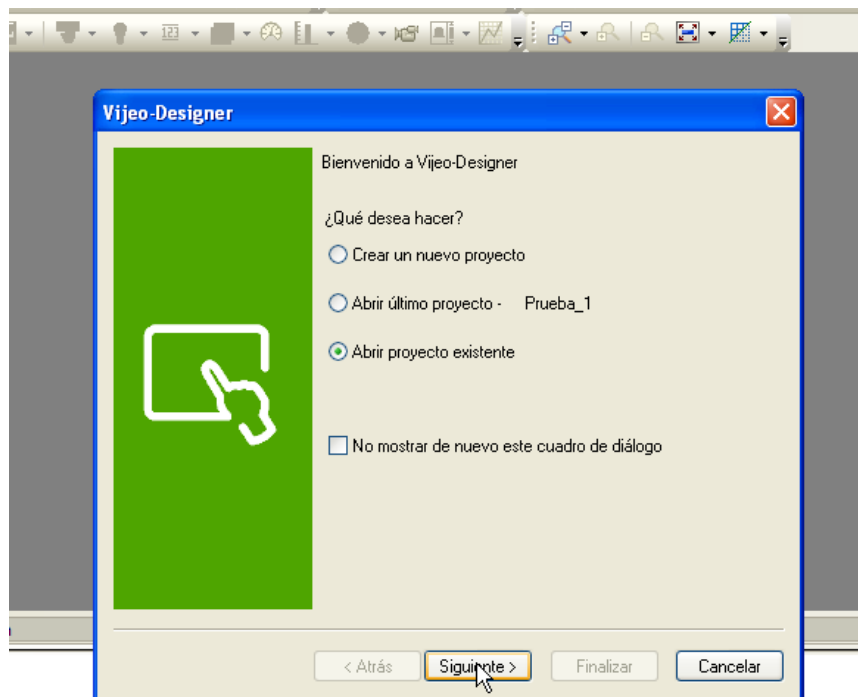 123
Vijeo-Designer
Bienvenido a Vijeo-Designer
¿Qué desea hacer?
Crear un nuevo proyecto
Abrir último proyecto - Prueba_1
Abrir proyecto existente
No mostrar de nuevo este cuadro de diálogo
< Atrás Siguiente > Finalizar Cancelar